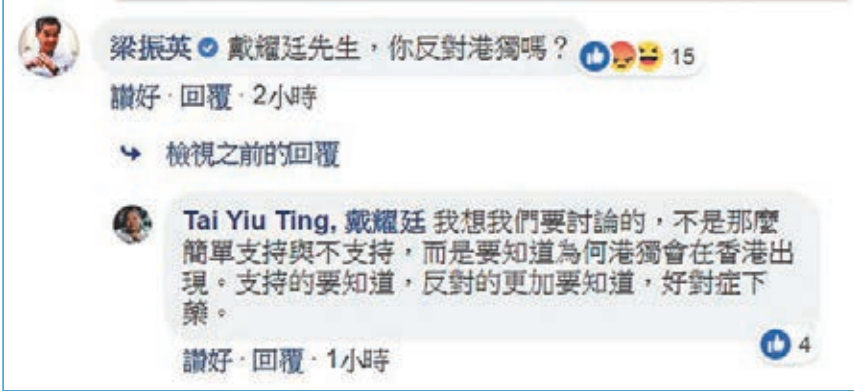 梁振英 戴耀廷先生，你反對港獨嗎？ 15
讚好 · 回覆 · 2小時
檢視之前的回覆
Tai Yiu Ting, 戴耀廷 我想我們要討論的，不是那麼
簡單支持與不支持，而是要知道為何港獨會在香港出
現。支持的要知道，反對的更加要知道，好對症下
藥。
4
讚好 · 回覆 · 1小時